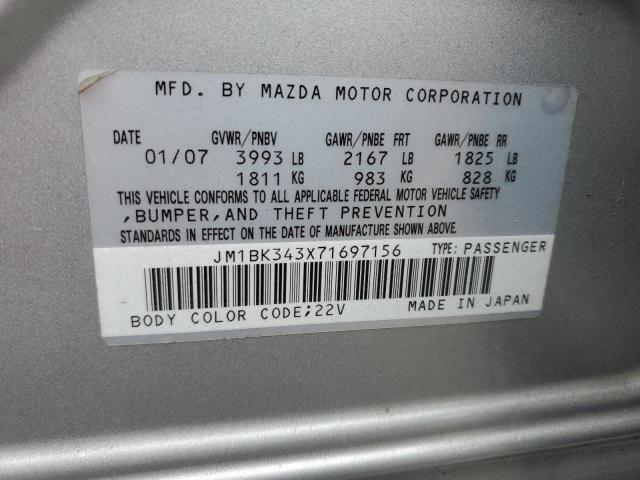 MFD. BY MAZDA MOTOR CORPORATION
DATE GVWR/PNBV GAWR/PNBE FRT GAWR/PNBE RR
01/07 3993 LB 2167 LB 1825 LB
1811 KG 983 KG 828 KG
THIS VEHICLE CONFORMS TO ALL APPLICABLE FEDERAL MOTOR VEHICLE SAFETY
,BUMPER,AND THEFT PREVENTION
STANDARDS IN EFFECT ON THE DATE OF MANUFACTURE SHOWN ABOVE.
JM1BK343X71697156 TYPE: PASSENGER
BODY COLOR CODE;22V MADE IN JAPAN